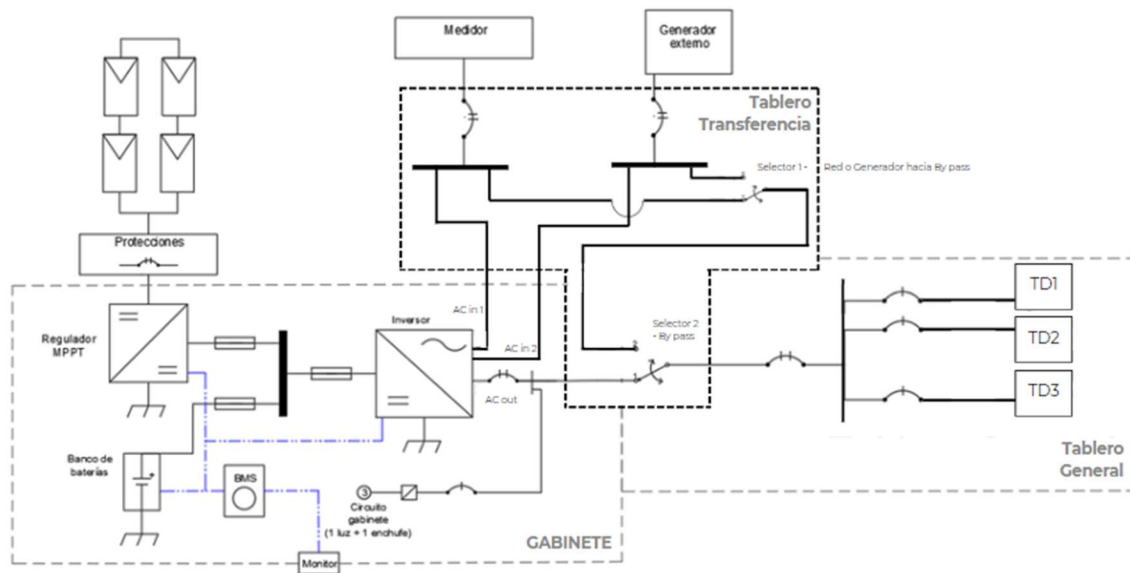 Medidor
Generador
externo
Tablero
Transferencia
Selector 1 - Red o Generador hacia By pass
Protecciones
Regulador
MPPT
Inversor
AC in 1
AC in 2
AC out
Selector 2
- By pass
2
1
TD1
TD2
TD3
Tablero
General
Banco de
baterías
BMS
3
Circuito
gabinete
(1 luz + 1 enchufe)
GABINETE
Monitor